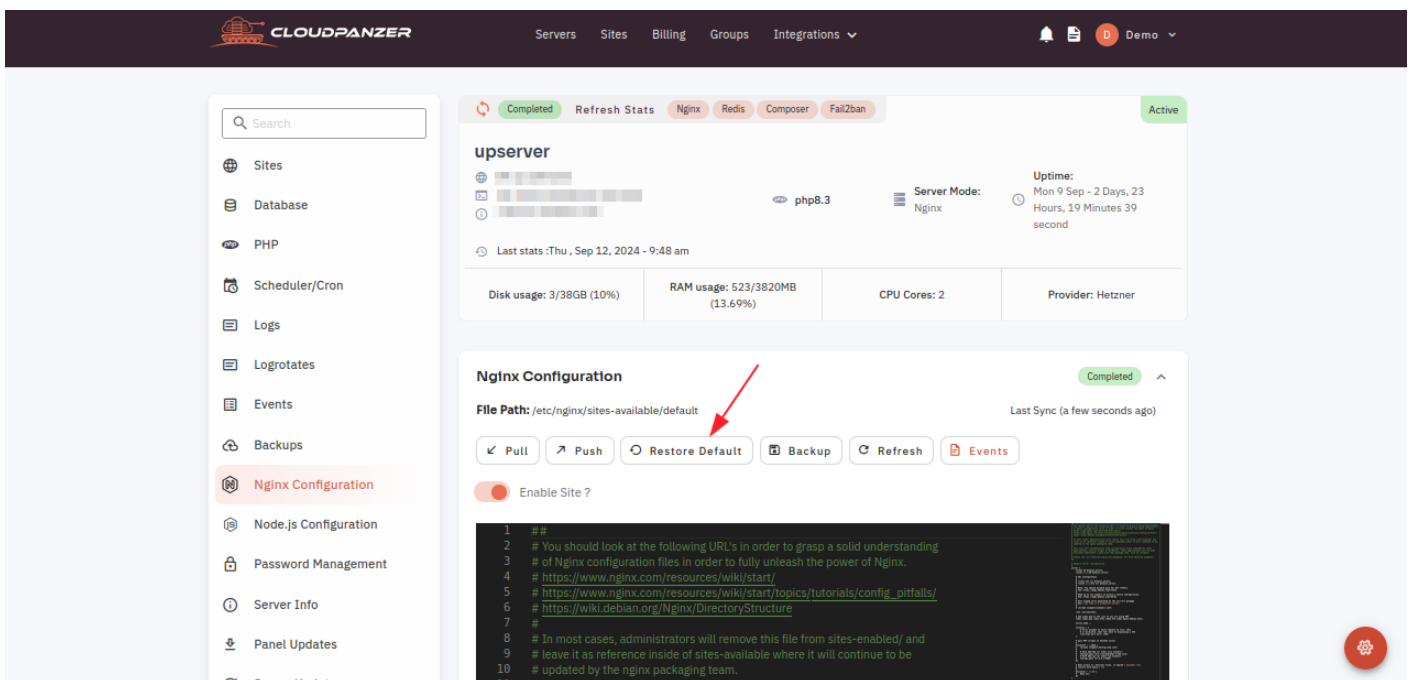 CLOUDPANZER
Servers Sites Billing Groups Integrations
D Demo
Search
Sites
Database
PHP
Scheduler/Cron
Logs
Logrotates
Events
Backups
Nginx Configuration
Node.js Configuration
Password Management
Server Info
Panel Updates
Completed Refresh Stats Nginx Redis Composer Fail2ban
Active
upserver
php8.3
Server Mode:
Nginx
Uptime:
Mon 9 Sep - 2 Days, 23
Hours, 19 Minutes 39
second
Last stats :Thu , Sep 12, 2024 - 9:48 am
Disk usage: 3/38GB (10%)
RAM usage: 523/3820MB
(13.69%)
CPU Cores: 2
Provider: Hetzner
Nginx Configuration
Completed
File Path: /etc/nginx/sites-available/default
Last Sync (a few seconds ago)
Pull Push Restore Default Backup Refresh Events
Enable Site ?
1 ##
2 # You should look at the following URL's in order to grasp a solid understanding
3 # of Nginx configuration files in order to fully unleash the power of Nginx.
4 # https://www.nginx.com/resources/wiki/start/
5 # https://www.nginx.com/resources/wiki/start/topics/tutorials/config_pitfalls/
6 # https://wiki.debian.org/Nginx/DirectoryStructure
7 #
8 # In most cases, administrators will remove this file from sites-enabled/ and
9 # leave it as reference inside of sites-available where it will continue to be
10 # updated by the nginx packaging team.